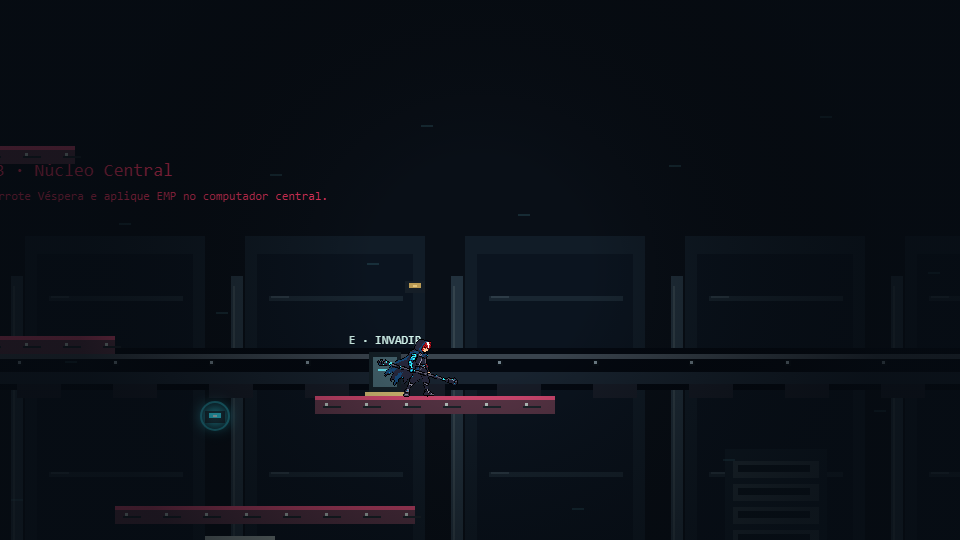 3 · Núcleo Central
rrote Véspera e aplique EMP no computador central.
E · INVADIR